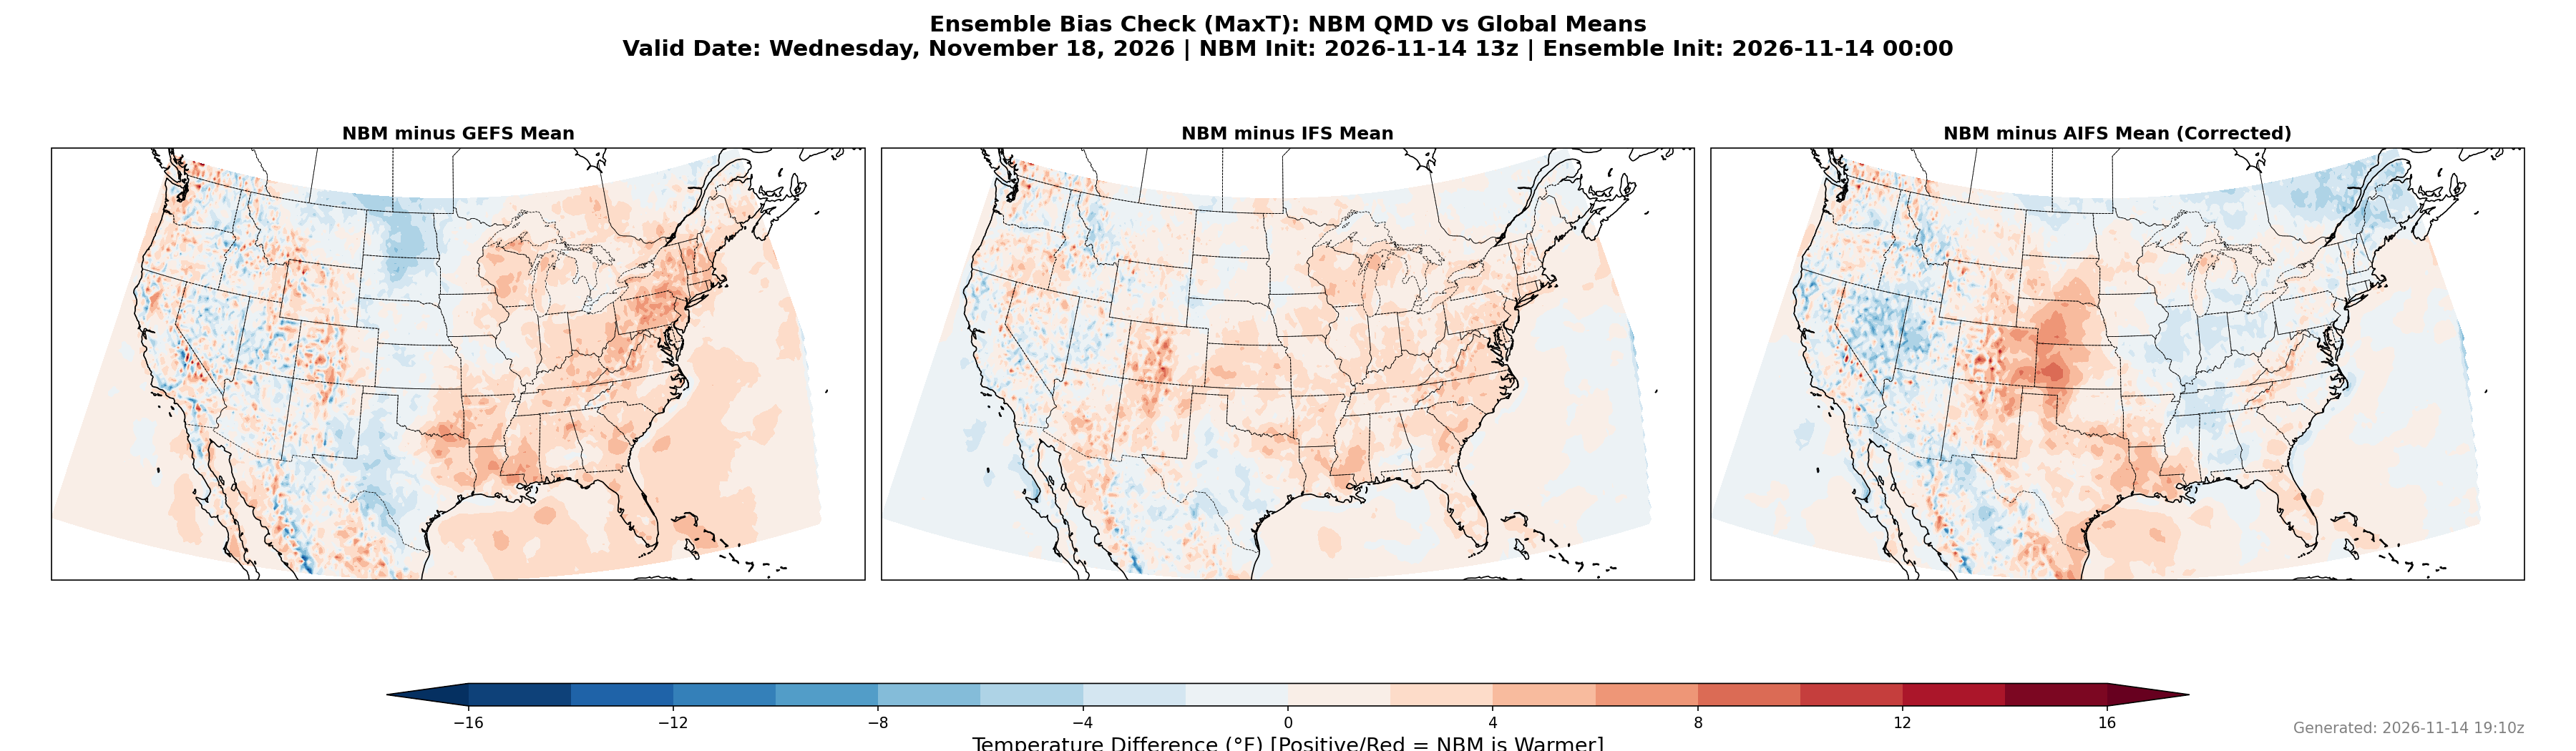 Ensemble Bias Check (MaxT): NBM QMD vs Global Means
Valid Date: Wednesday, November 18, 2026 | NBM Init: 2026-11-14 13z | Ensemble Init: 2026-11-14 00:00
NBM minus GEFS Mean
NBM minus IFS Mean
NBM minus AIFS Mean (Corrected)
−16 −12 −8 −4 0 4 8 12 16
Temperature Difference (°F) [Positive/Red = NBM is Warmer]
Generated: 2026-11-14 19:10z